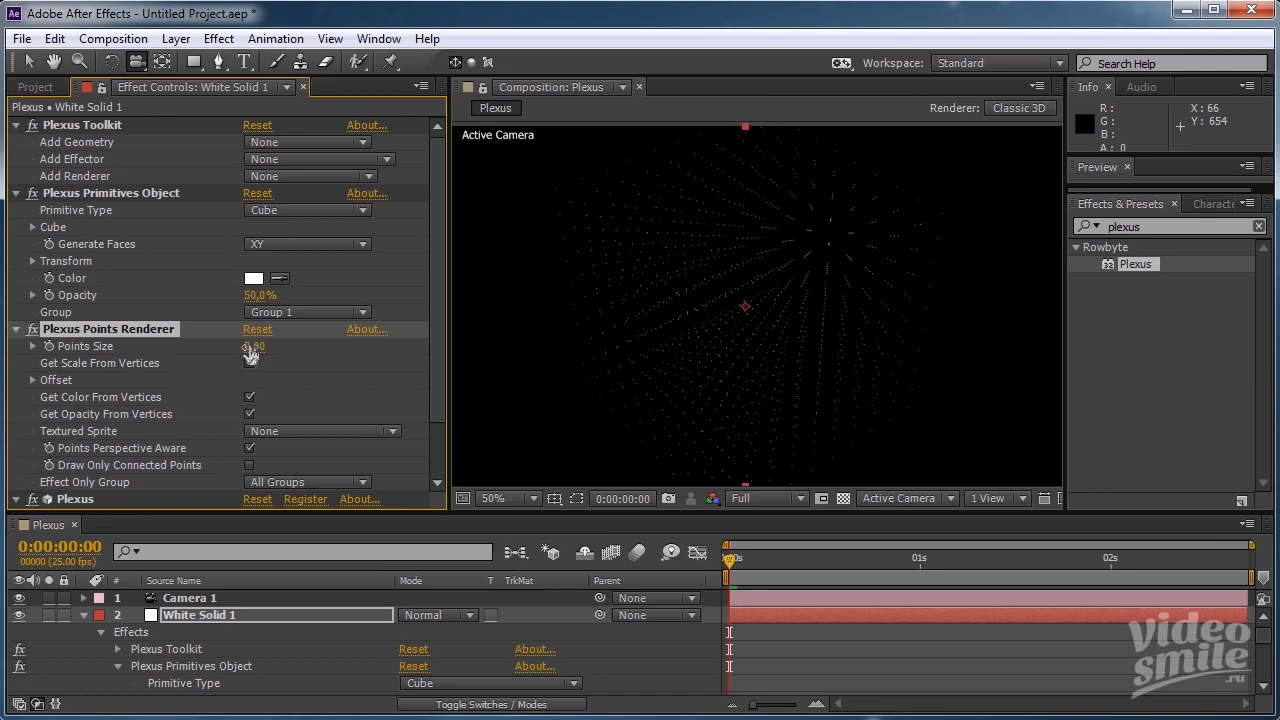 Adobe After Effects - Untitled Project.aep *
File Edit Composition Layer Effect Animation View Window Help
Workspace: Standard Search Help
Project Effect Controls: White Solid 1 Composition: Plexus Info Audio
Plexus • White Solid 1 Plexus Renderer: Classic 3D
R: G: B: A: 0 X: 66 Y: 654
Active Camera
Plexus Toolkit Reset About...
Add Geometry None
Add Effector None
Add Renderer None
Plexus Primitives Object Reset About...
Primitive Type Cube
Cube
Generate Faces XY
Transform
Color
Opacity 50,0%
Group Group 1
Plexus Points Renderer Reset About...
Points Size
Get Scale From Vertices
Offset
Get Color From Vertices
Get Opacity From Vertices
Textured Sprite None
Points Perspective Aware
Draw Only Connected Points
Effect Only Group All Groups
Plexus Reset Register About...
Preview
Effects & Presets
plexus
Rowbyte
32 Plexus
50% 0:00:00:00 Full Active Camera 1 View
Plexus
0:00:00:00
00000 (25.00 fps)
01s 02s
# Source Name Mode T TrkMat Parent
1 Camera 1 None
2 White Solid 1 Normal None
Effects
Plexus Toolkit Reset About...
Plexus Primitives Object Reset About...
Primitive Type Cube
Toggle Switches / Modes
video
smile
.ru